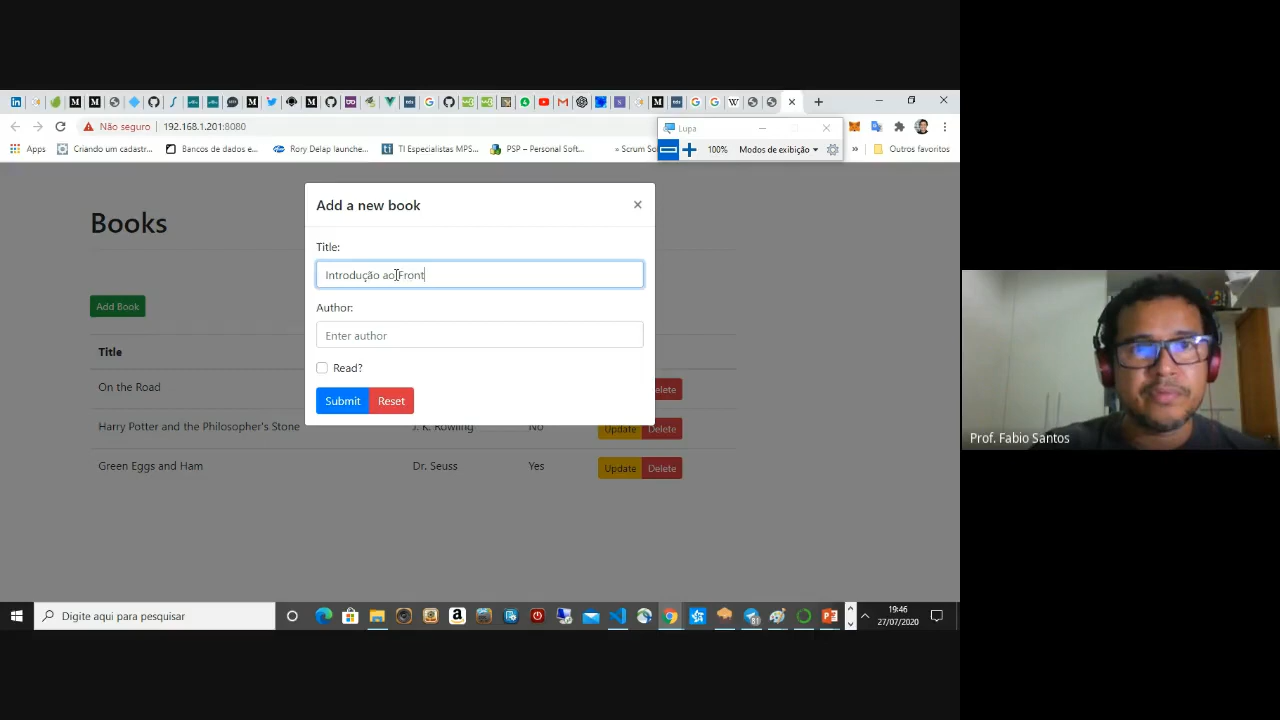 Não seguro
192.168.1.201:8080
Lupa
100%
Modos de exibição
Apps
Criando um cadastr...
Bancos de dados e...
Rory Delap launche...
TI Especialistas MPS...
PSP – Personal Soft...
» Scrum So
»
Outros favoritos
Books
Add a new book
×
Title:
Introdução ao Front
Author:
Enter author
Read?
Submit
Reset
Add Book
Title
On the Road
elete
Harry Potter and the Philosopher's Stone
J. K. Rowling
No
Update
Delete
Green Eggs and Ham
Dr. Seuss
Yes
Update
Delete
Prof. Fabio Santos
Digite aqui para pesquisar
19:46
27/07/2020